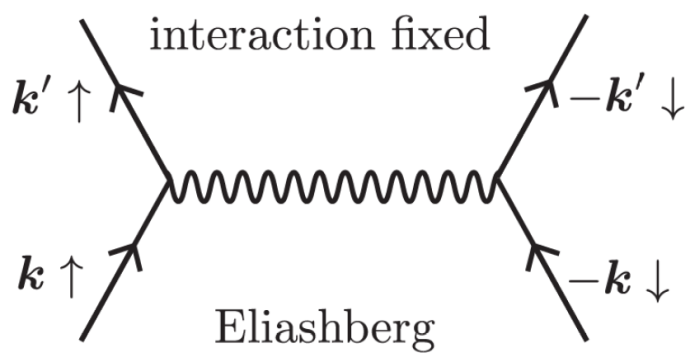 interaction fixed
k′ ↑
−k′ ↓
k ↑
−k ↓
Eliashberg